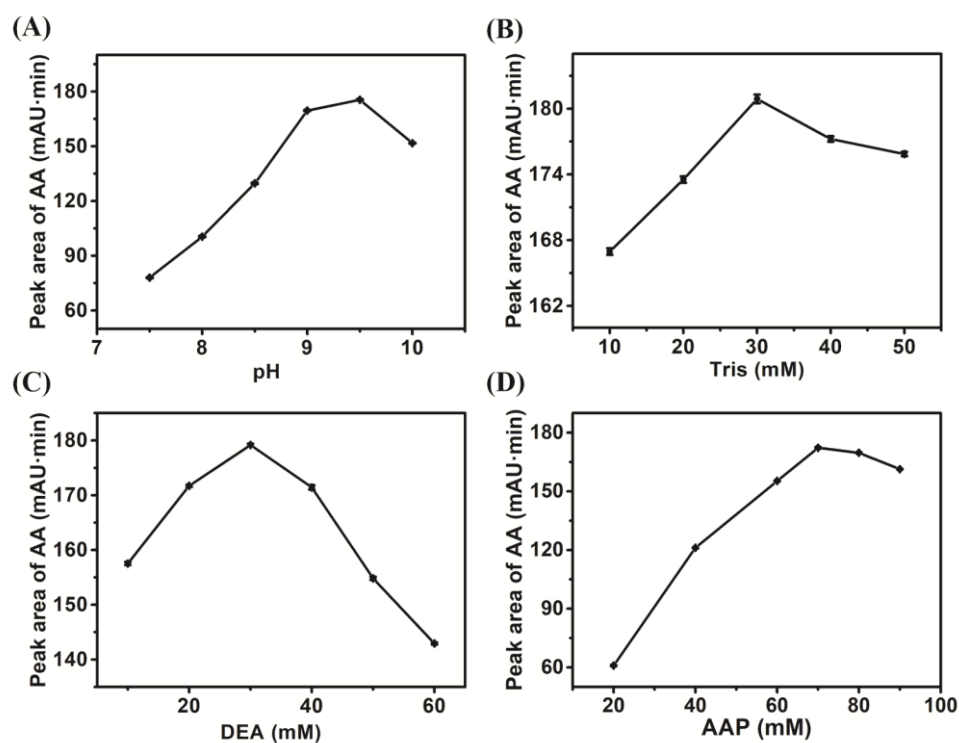 (A)
Peak area of AA (mAU·min)
180
150
120
90
60
7 8 9 10
pH
(B)
Peak area of AA (mAU·min)
180
174
168
162
10 20 30 40 50
Tris (mM)
(C)
Peak area of AA (mAU·min)
180
170
160
150
140
20 40 60
DEA (mM)
(D)
Peak area of AA (mAU·min)
180
150
120
90
60
20 40 60 80 100
AAP (mM)